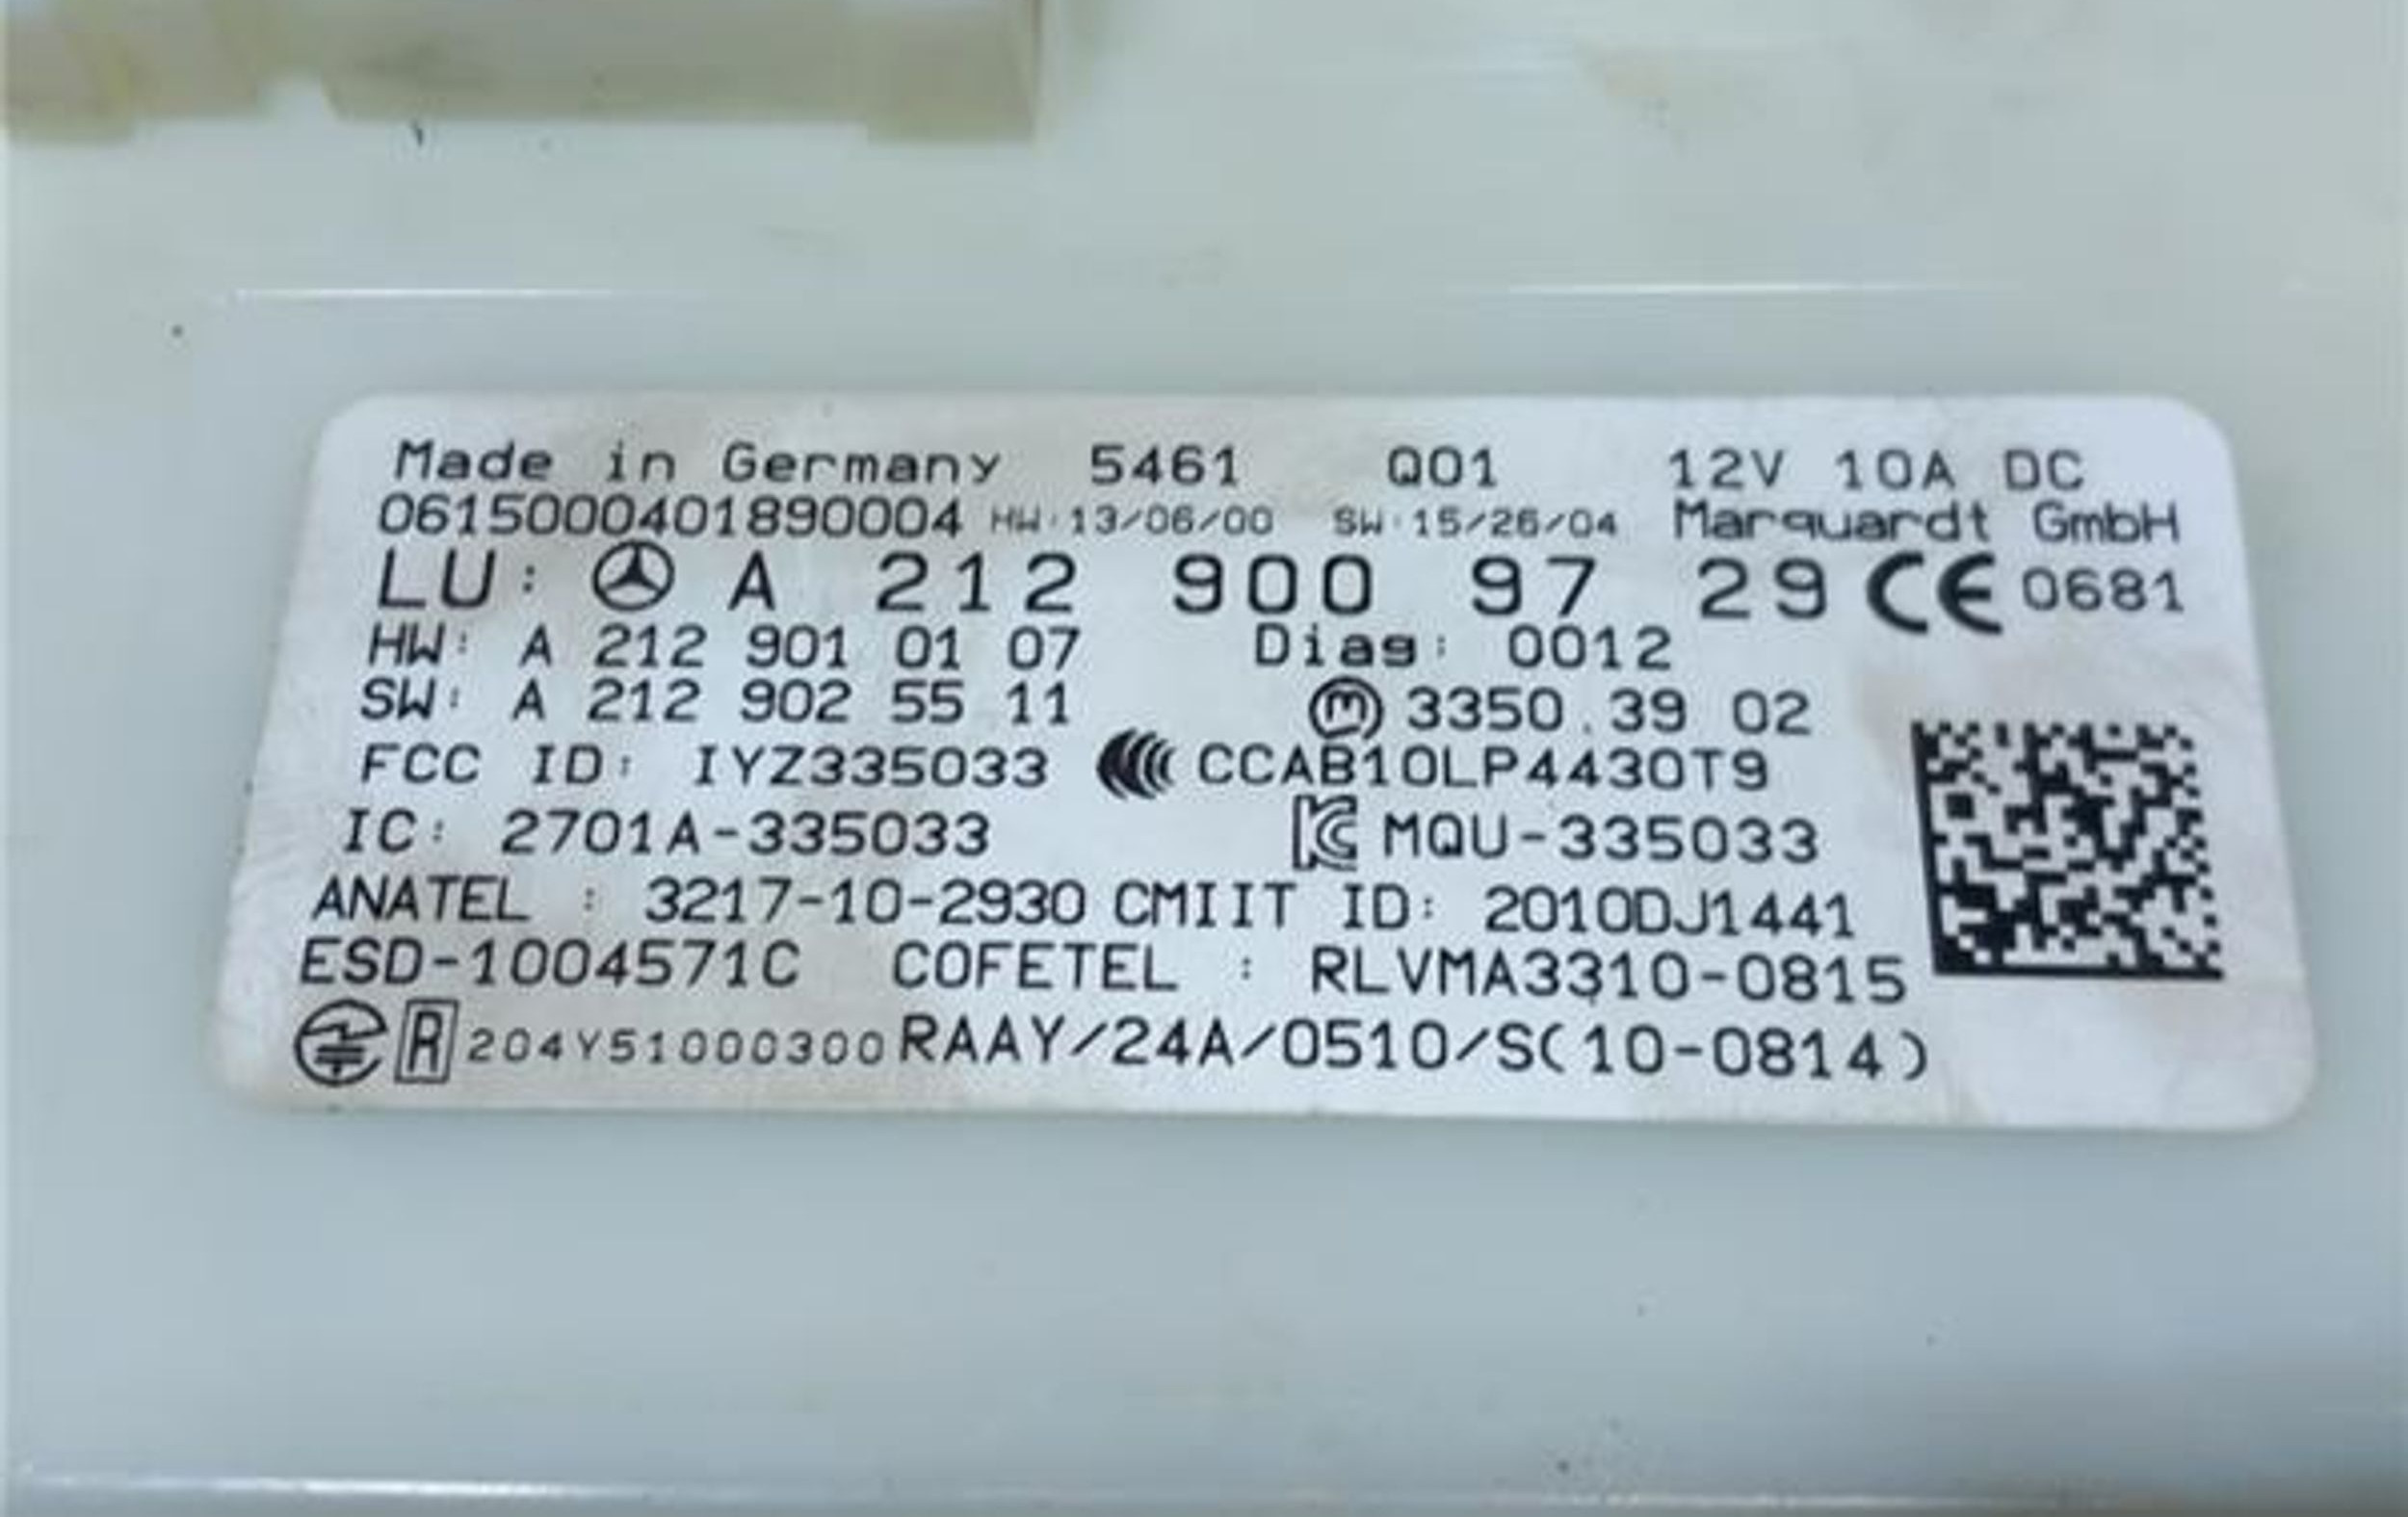 Made in Germany 5461 Q01 12V 10A DC
0615000401890004 HW:13/06/00 SW:15/26/04 Marquardt GmbH
LU: A 212 900 97 29 CE 0681
HW: A 212 901 01 07 Diag: 0012
SW: A 212 902 55 11 m 3350.39 02
FCC ID: IYZ335033 CCAB10LP4430T9
IC: 2701A-335033 KC MQU-335033
ANATEL : 3217-10-2930 CMIIT ID: 2010DJ1441
ESD-1004571C COFETEL : RLVMA3310-0815
R 204Y51000300 RAAY/24A/0510/S(10-0814)